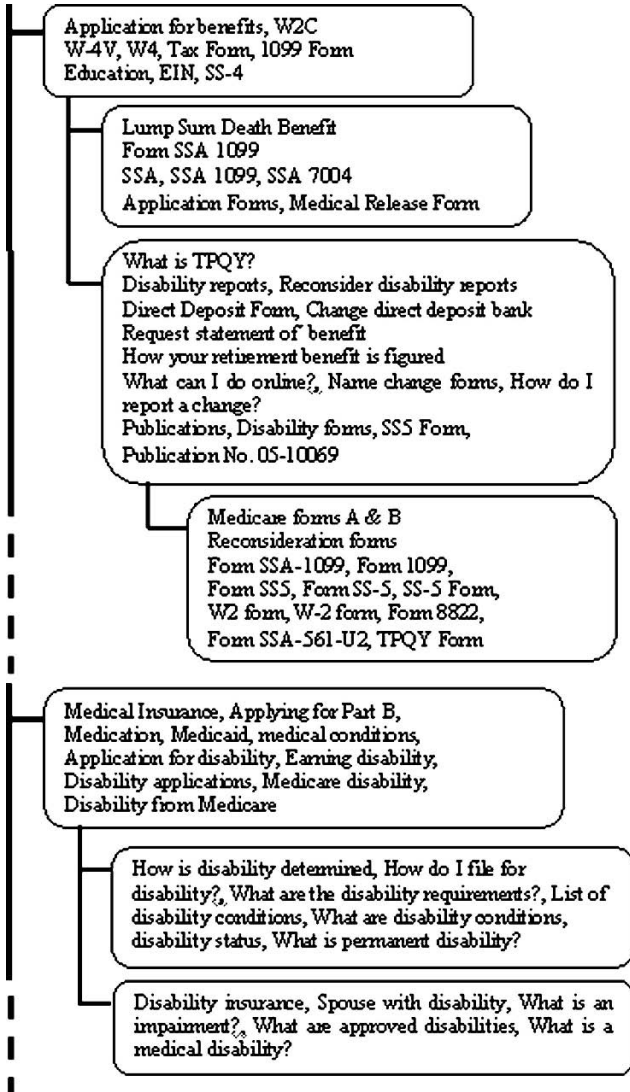 Application for benefits, W2C
W-4V, W4, Tax Form, 1099 Form
Education, EIN, SS-4
Lump Sum Death Benefit
Form SSA 1099
SSA, SSA 1099, SSA 7004
Application Forms, Medical Release Form
What is TPQY?
Disability reports, Reconsider disability reports
Direct Deposit Form, Change direct deposit bank
Request statement of benefit
How your retirement benefit is figured
What can I do online?, Name change forms, How do I
report a change?
Publications, Disability forms, SS5 Form,
Publication No. 05-10069
Medicare forms A & B
Reconsideration forms
Form SSA-1099, Form 1099,
Form SS5, Form SS-5, SS-5 Form,
W2 form, W-2 form, Form 8822,
Form SSA-561-U2, TPQY Form
Medical Insurance, Applying for Part B,
Medication, Medicaid, medical conditions,
Application for disability, Earning disability,
Disability applications, Medicare disability,
Disability from Medicare
How is disability determined, How do I file for
disability?, What are the disability requirements?, List of
disability conditions, What are disability conditions,
disability status, What is permanent disability?
Disability insurance, Spouse with disability, What is an
impairment?, What are approved disabilities, What is a
medical disability?